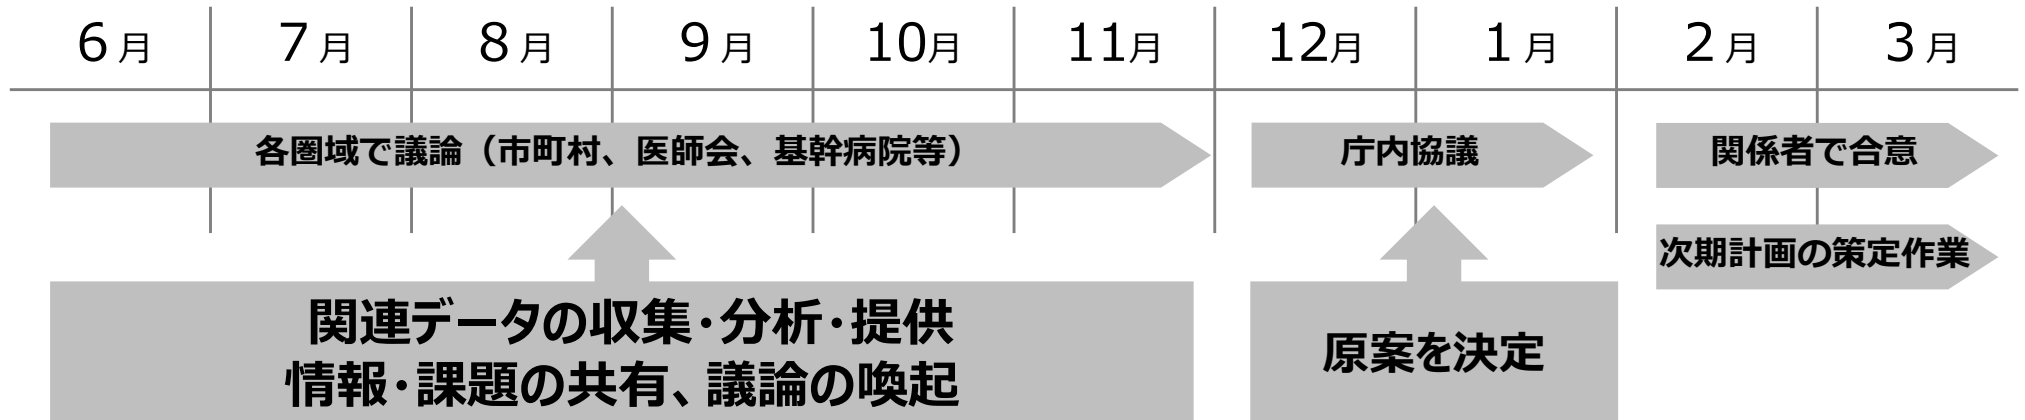 6月 7月 8月 9月 10月 11月 12月 1月 2月 3月
各圏域で議論（市町村、医師会、基幹病院等）
庁内協議
関係者で合意
次期計画の策定作業
関連データの収集・分析・提供
情報・課題の共有、議論の喚起
原案を決定